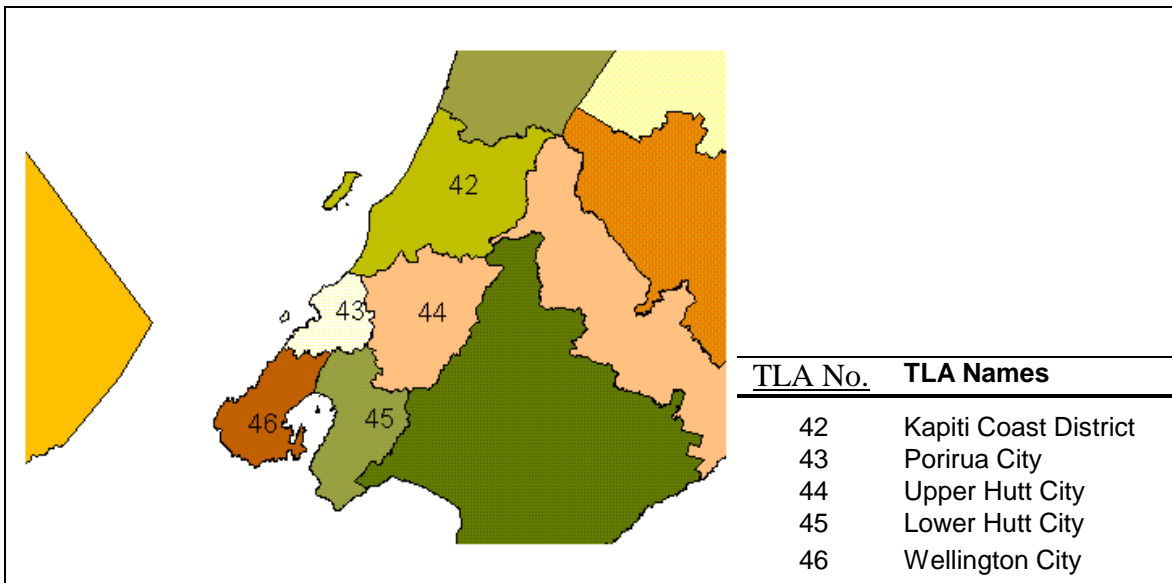 42
43
44
45
46
TLA No. TLA Names
42 Kapiti Coast District
43 Porirua City
44 Upper Hutt City
45 Lower Hutt City
46 Wellington City